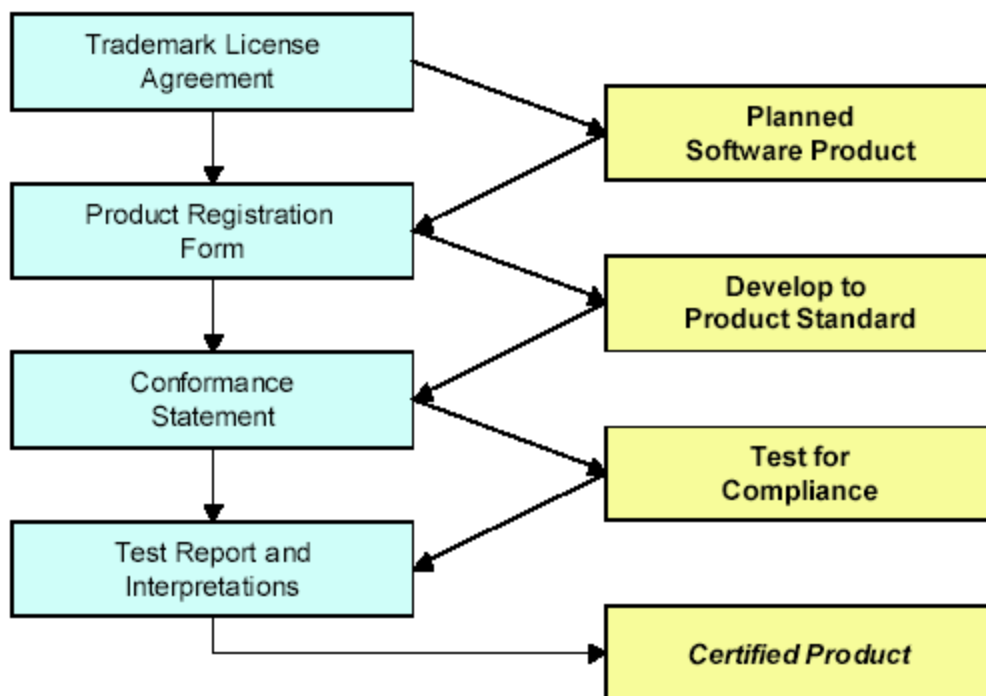 Trademark License
Agreement
Planned
Software Product
Product Registration
Form
Develop to
Product Standard
Conformance
Statement
Test for
Compliance
Test Report and
Interpretations
Certified Product